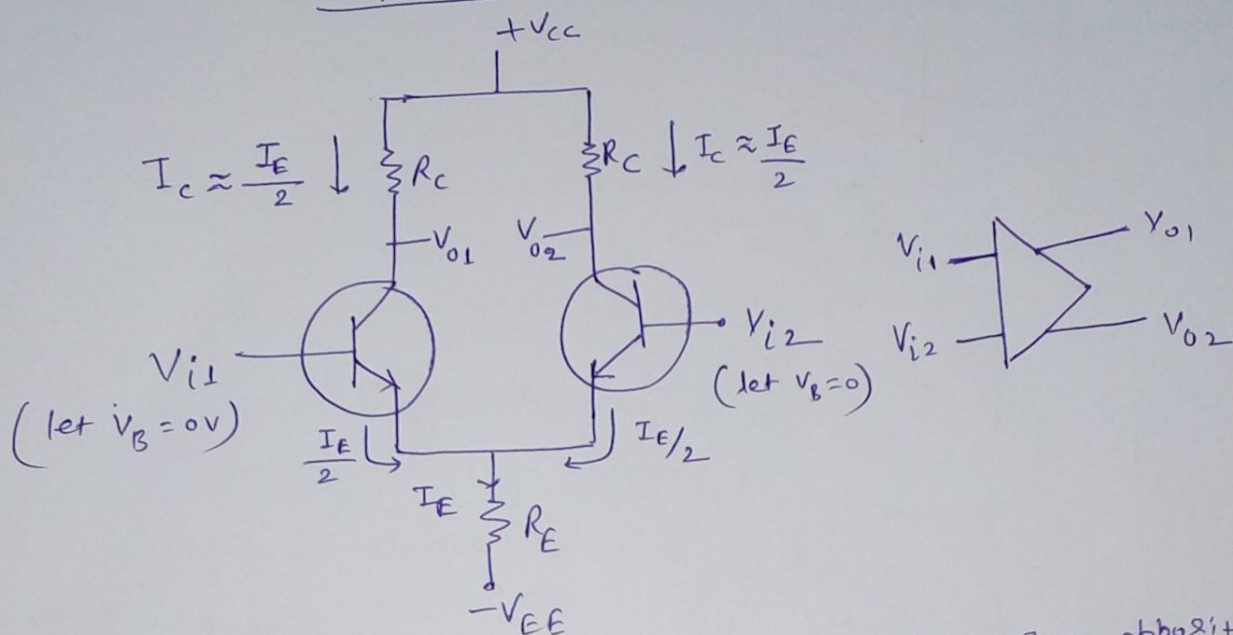 +VCC
IC ≈ IE/2 ↓ RC
RC ↓ IC ≈ IE/2
Vo1
Vo2
Vi1
(let VB = 0V)
Vi2
(let VB = 0)
IE/2
IE/2
IE
RE
-VEE
Vi1
Vo1
Vi2
Vo2